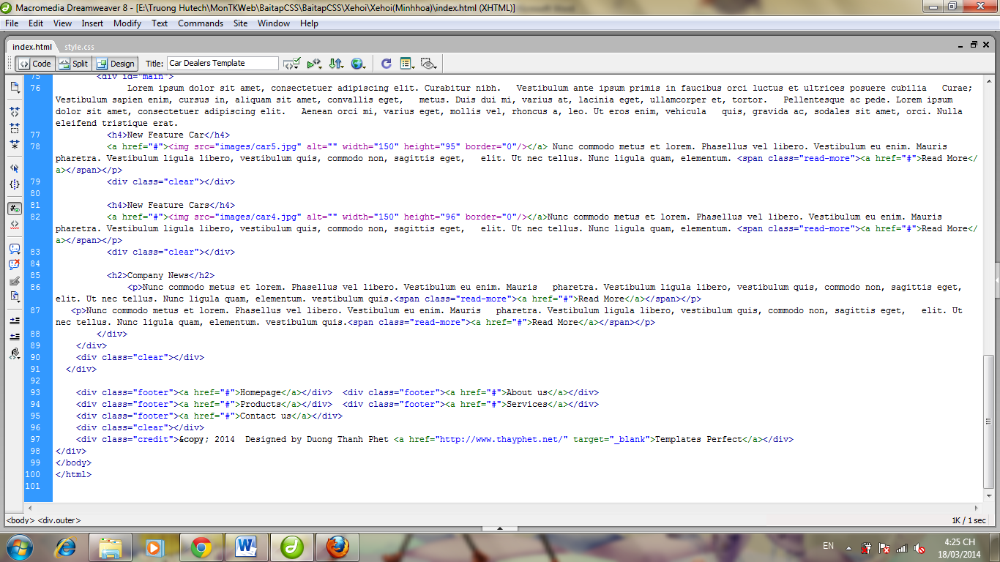 Macromedia Dreamweaver 8 - [E:\Truong Hutech\MonTKWeb\BaitapCSS\BaitapCSS\Xehoi\Xehoi(Minhhoa)\index.html (XHTML)]
File Edit View Insert Modify Text Commands Site Window Help
index.html style.css
Code Split Design Title: Car Dealers Template
75 <div id="main">
76 Lorem ipsum dolor sit amet, consectetuer adipiscing elit. Curabitur nibh. Vestibulum ante ipsum primis in faucibus orci luctus et ultrices posuere cubilia Curae;
Vestibulum sapien enim, cursus in, aliquam sit amet, convallis eget, metus. Duis dui mi, varius at, lacinia eget, ullamcorper et, tortor. Pellentesque ac pede. Lorem ipsum
dolor sit amet, consectetuer adipiscing elit. Aenean orci mi, varius eget, mollis vel, rhoncus a, leo. Ut eros enim, vehicula quis, gravida ac, sodales sit amet, orci. Nulla
eleifend tristique erat.
77 <h4>New Feature Car</h4>
78 <a href="#"><img src="images/car5.jpg" alt="" width="150" height="95" border="0"/></a> Nunc commodo metus et lorem. Phasellus vel libero. Vestibulum eu enim. Mauris
pharetra. Vestibulum ligula libero, vestibulum quis, commodo non, sagittis eget, elit. Ut nec tellus. Nunc ligula quam, elementum. <span class="read-more"><a href="#">Read More</
a></span></p>
79 <div class="clear"></div>
80
81 <h4>New Feature Cars</h4>
82 <a href="#"><img src="images/car4.jpg" alt="" width="150" height="96" border="0"/></a>Nunc commodo metus et lorem. Phasellus vel libero. Vestibulum eu enim. Mauris
pharetra. Vestibulum ligula libero, vestibulum quis, commodo non, sagittis eget, elit. Ut nec tellus. Nunc ligula quam, elementum. <span class="read-more"><a href="#">Read More</
a></span></p>
83 <div class="clear"></div>
84
85 <h2>Company News</h2>
86 <p>Nunc commodo metus et lorem. Phasellus vel libero. Vestibulum eu enim. Mauris pharetra. Vestibulum ligula libero, vestibulum quis, commodo non, sagittis eget,
elit. Ut nec tellus. Nunc ligula quam, elementum. vestibulum quis.<span class="read-more"><a href="#">Read More</a></span></p>
87 <p>Nunc commodo metus et lorem. Phasellus vel libero. Vestibulum eu enim. Mauris pharetra. Vestibulum ligula libero, vestibulum quis, commodo non, sagittis eget, elit. Ut
nec tellus. Nunc ligula quam, elementum. vestibulum quis.<span class="read-more"><a href="#">Read More</a></span></p>
88 </div>
89 </div>
90 <div class="clear"></div>
91 </div>
92
93 <div class="footer"><a href="#">Homepage</a></div> <div class="footer"><a href="#">About us</a></div>
94 <div class="footer"><a href="#">Products</a></div> <div class="footer"><a href="#">Services</a></div>
95 <div class="footer"><a href="#">Contact us</a></div>
96 <div class="clear"></div>
97 <div class="credit">&copy; 2014 Designed by Duong Thanh Phet <a href="http://www.thayphet.net/" target="_blank">Templates Perfect</a></div>
98 </div>
99 </body>
100 </html>
101
<body> <div.outer> 1K / 1 sec
EN 4:25 CH
18/03/2014